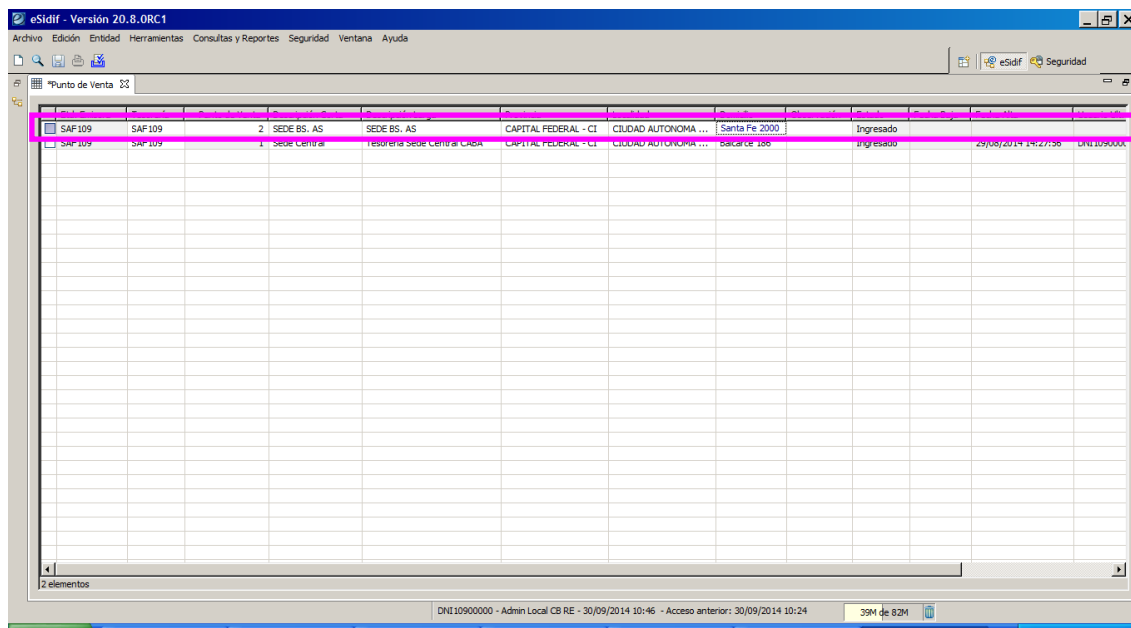 eSidif - Versión 20.8.0RC1
Archivo Edición Entidad Herramientas Consultas y Reportes Seguridad Ventana Ayuda
eSidif Seguridad
*Punto de Venta
SAF109 SAF109 2 SEDE BS. AS SEDE BS. AS CAPITAL FEDERAL - CI CIUDAD AUTONOMA ... Santa Fe 2000 Ingresado
SAF109 SAF109 1 Sede Central Tesorería Sede Central CABA CAPITAL FEDERAL - CI CIUDAD AUTONOMA ... Balcarce 186 Ingresado 29/08/2014 14:27:56 DNI1090000
2 elementos
DNI10900000 - Admin Local CB RE - 30/09/2014 10:46 - Acceso anterior: 30/09/2014 10:24 39M de 82M